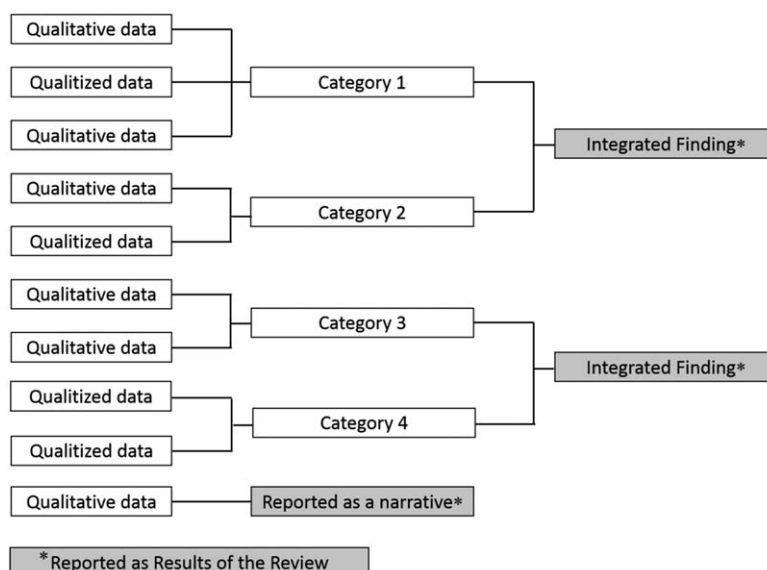 Qualitative data
Qualitized data
Qualitative data
Category 1
Qualitative data
Qualitized data
Category 2
Integrated Finding*
Qualitative data
Qualitative data
Category 3
Qualitized data
Qualitized data
Category 4
Integrated Finding*
Qualitative data
Reported as a narrative*
*Reported as Results of the Review